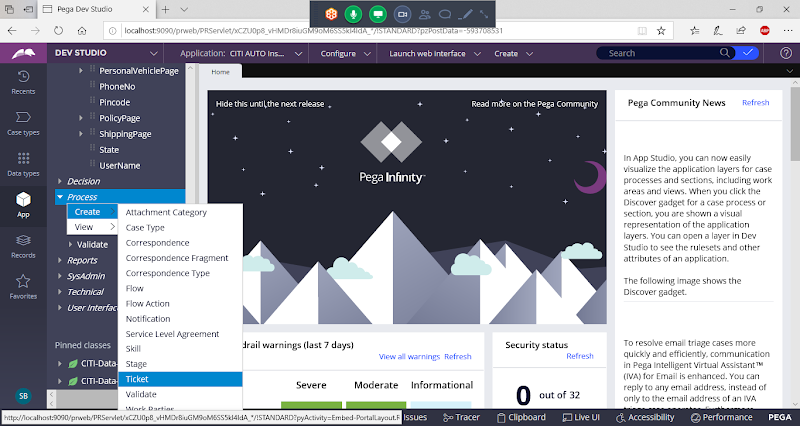 Pega Dev Studio
localhost:9090/prweb/PRServlet/xCZU0p8_vHMDr8iuGM9oM6SS5kI4IdA_*/!STANDARD?pzPostData=-593708531
DEV STUDIO
Application: CITI AUTO Ins...
Configure
Launch web interface
Create
Search
Recents
Case types
Data types
App
Records
Favorites
SB
PersonalVehiclePage
PhoneNo
Pincode
PolicyPage
ShippingPage
State
UserName
Decision
Process
Create
View
Validate
Reports
SysAdmin
Technical
User Interface
Pinned classes
CITI-Data-
CITI-Data-
Attachment Category
Case Type
Correspondence
Correspondence Fragment
Correspondence Type
Flow
Flow Action
Notification
Service Level Agreement
Skill
Stage
Ticket
Validate
Work Parties
Home
Hide this until the next release
Read more on the Pega Community
Pega Infinity™
drail warnings (last 7 days)
View all warnings
Refresh
Severe
Moderate
Informational
Security status
Refresh
0 out of 32
Pega Community News
Refresh
In App Studio, you can now easily
visualize the application layers for case
processes and sections, including work
areas and views. When you click the
Discover gadget for a case process or
section, you are shown a visual
representation of the application
layers. You can open a layer in Dev
Studio to see the rulesets and other
attributes of an application.
The following image shows the
Discover gadget.
To resolve email triage cases more
quickly and efficiently, communication
in Pega Intelligent Virtual Assistant™
(IVA) for Email is enhanced. You can
reply to any email address, instead of
only to the email address of an IVA
http://localhost:9090/prweb/PRServlet/xCZU0p8_vHMDr8iuGM9oM6SS5kI4IdA_*/!STANDARD?pyActivity=Embed-PortalLayout.F
Issues
Tracer
Clipboard
Live UI
Accessibility
Performance
PEGA